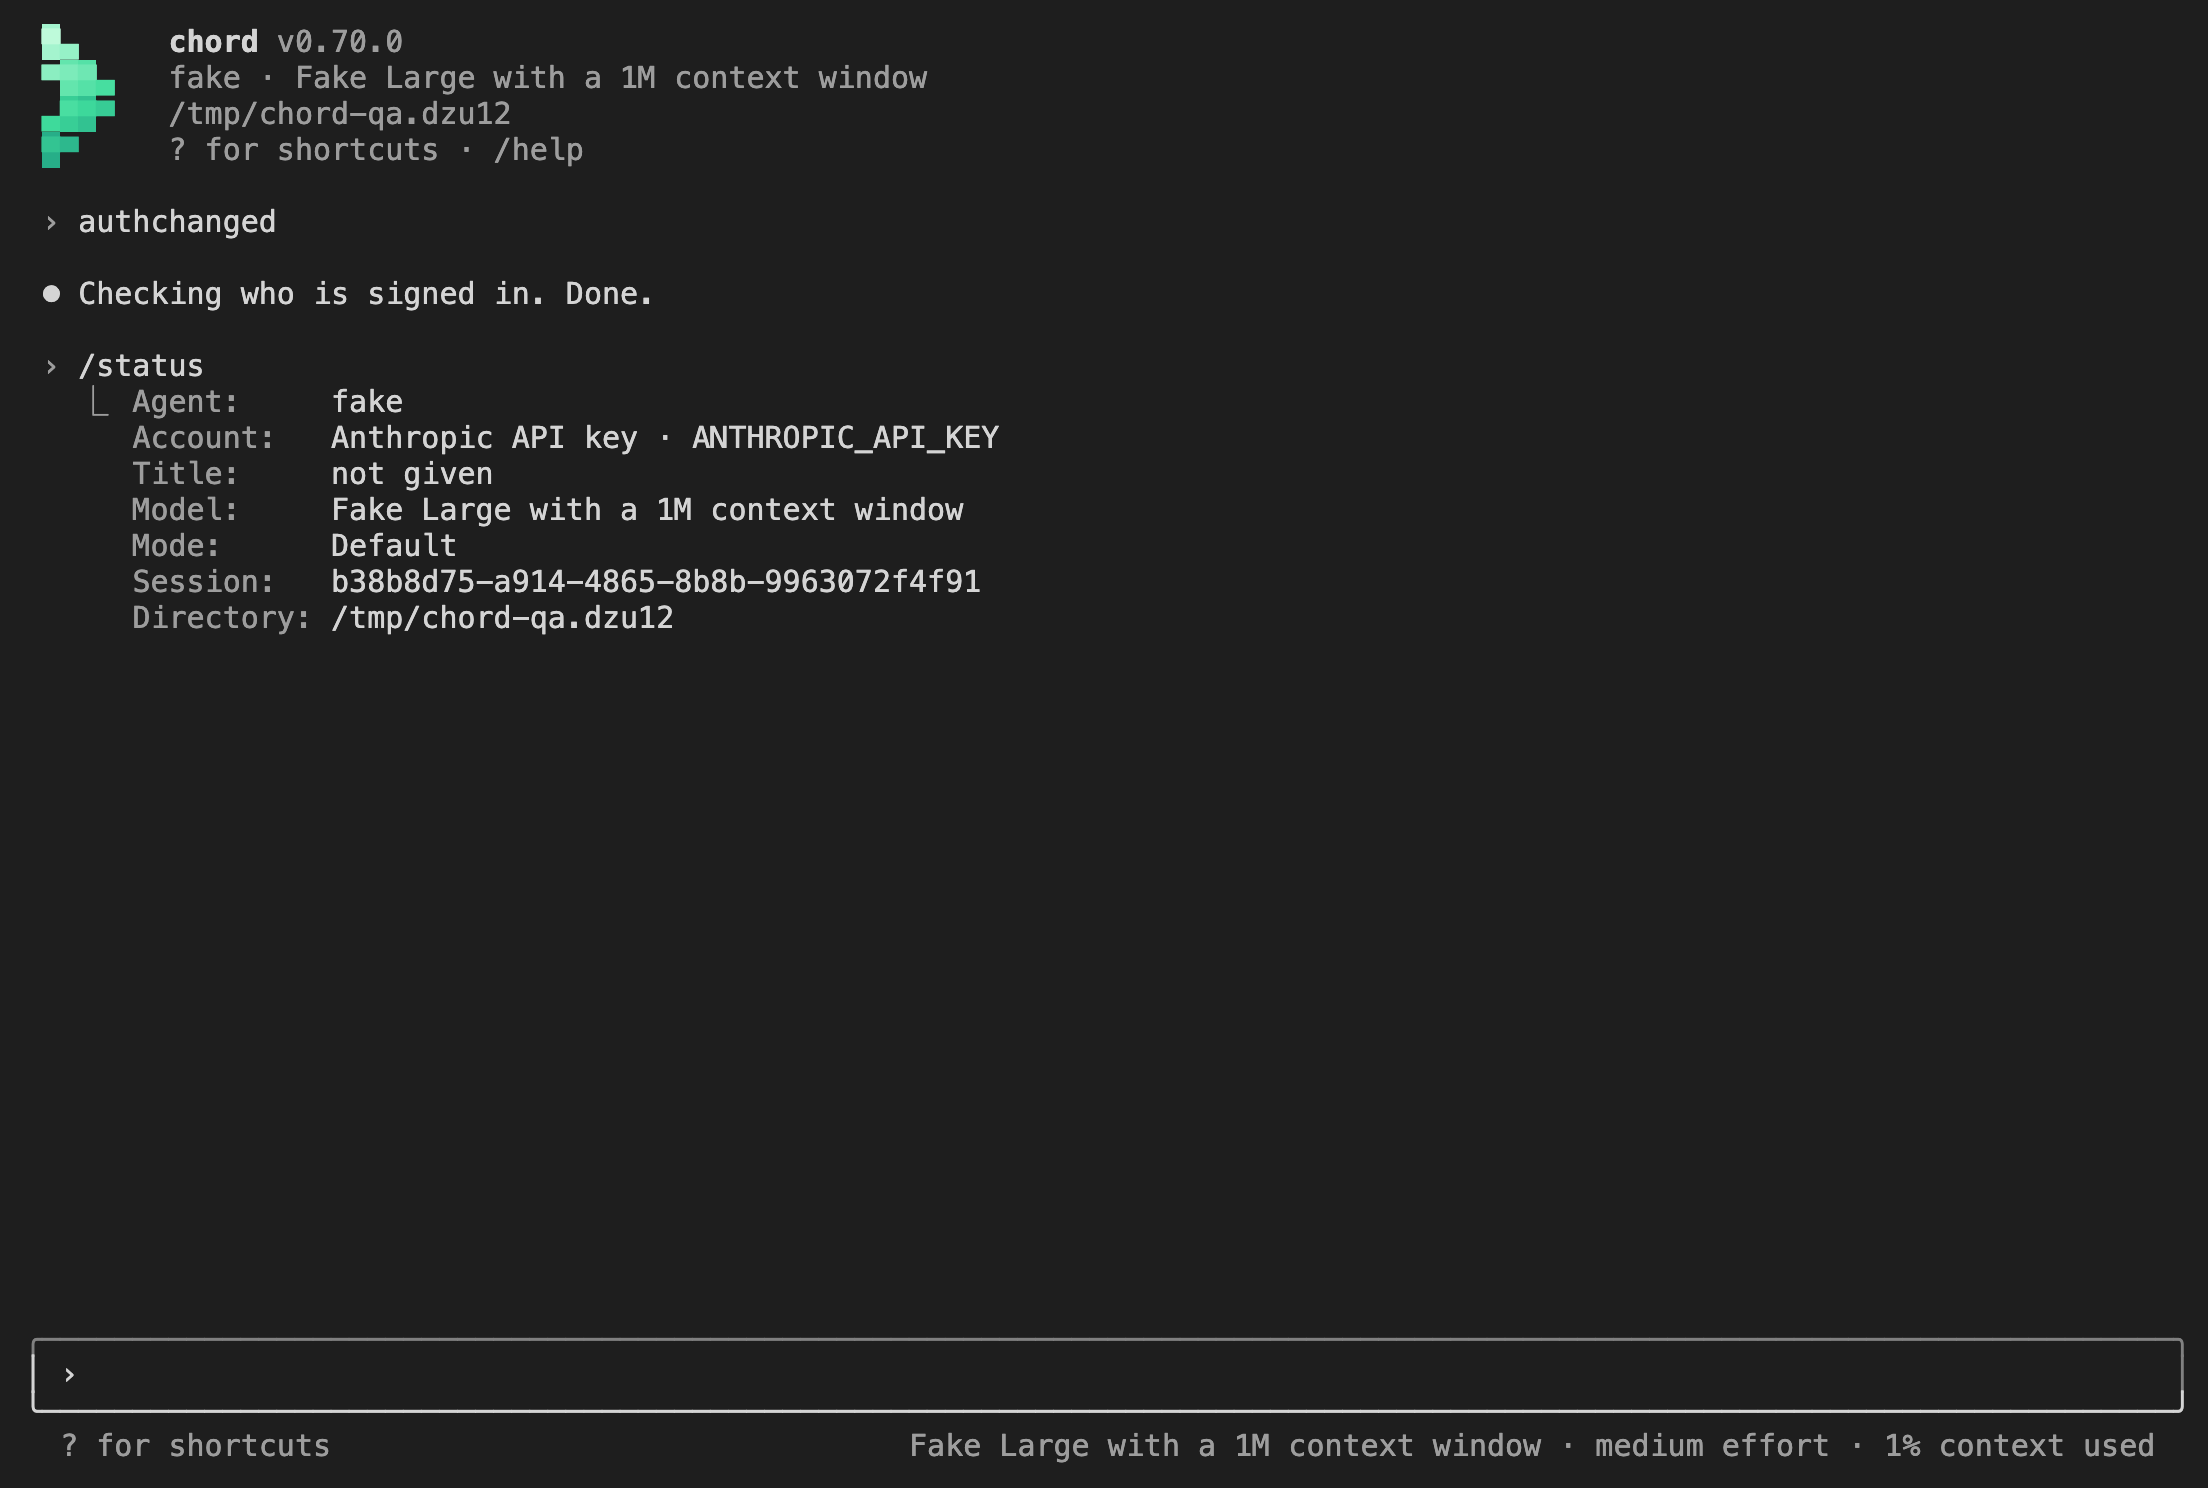 chord v0.70.0
fake · Fake Large with a 1M context window
/tmp/chord-qa.dzu12
? for shortcuts · /help
› authchanged
● Checking who is signed in. Done.
› /status
⎿ Agent: fake
Account: Anthropic API key · ANTHROPIC_API_KEY
Title: not given
Model: Fake Large with a 1M context window
Mode: Default
Session: b38b8d75-a914-4865-8b8b-9963072f4f91
Directory: /tmp/chord-qa.dzu12
›
? for shortcuts Fake Large with a 1M context window · medium effort · 1% context used